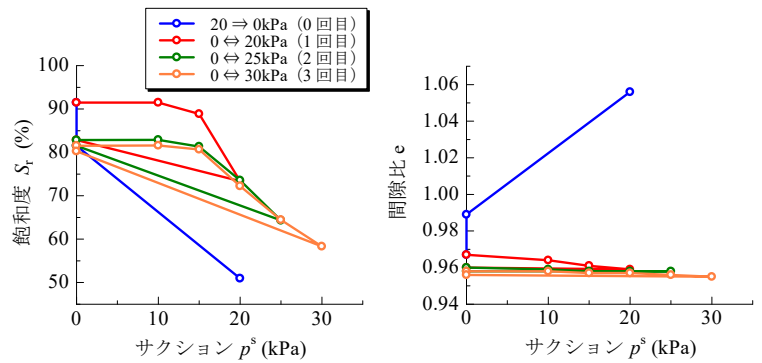 20 ⇒ 0kPa（0 回目）
0 ⇔ 20kPa（1 回目）
0 ⇔ 25kPa（2 回目）
0 ⇔ 30kPa（3 回目）
100
90
80
70
60
50
飽和度 Sr (%)
0 10 20 30
サクション pˢ (kPa)
1.06
1.04
1.02
1.00
0.98
0.96
0.94
間隙比 e
0 10 20 30
サクション pˢ (kPa)